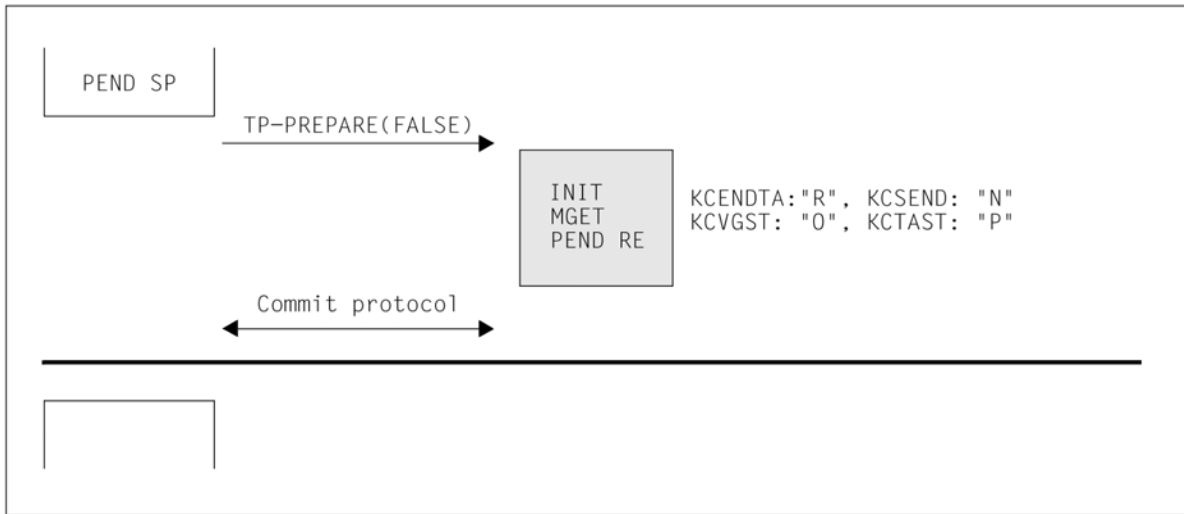 PEND SP
TP-PREPARE(FALSE)
INIT
MGET
PEND RE
KCENDTA:"R", KCSEND: "N"
KCVGST: "O", KCTAST: "P"
Commit protocol